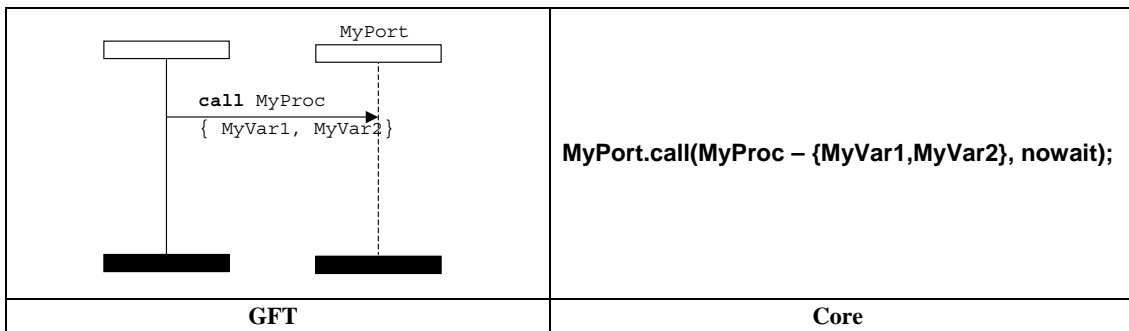 MyPort
call MyProc
{ MyVar1, MyVar2}
MyPort.call(MyProc – {MyVar1,MyVar2}, nowait);
GFT
Core